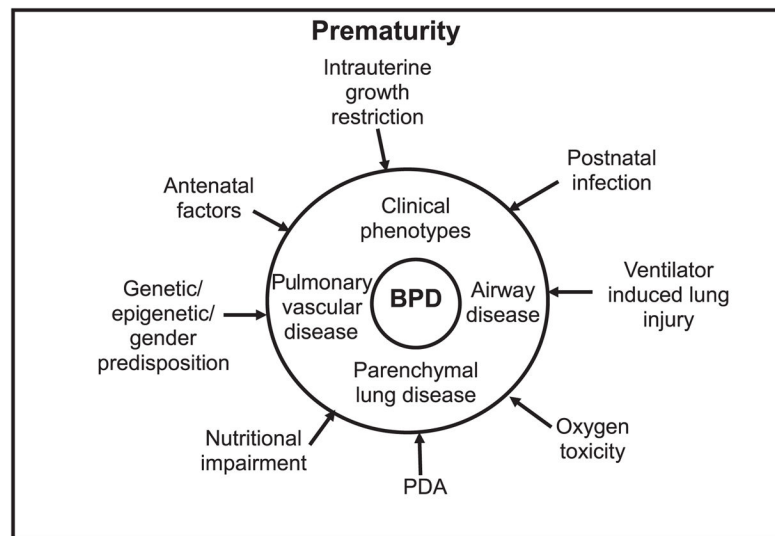 Prematurity
Intrauterine
growth
restriction
Postnatal
infection
Antenatal
factors
Clinical
phenotypes
Genetic/
epigenetic/
gender
predisposition
Pulmonary
vascular
disease
BPD
Airway
disease
Ventilator
induced lung
injury
Parenchymal
lung disease
Nutritional
impairment
PDA
Oxygen
toxicity